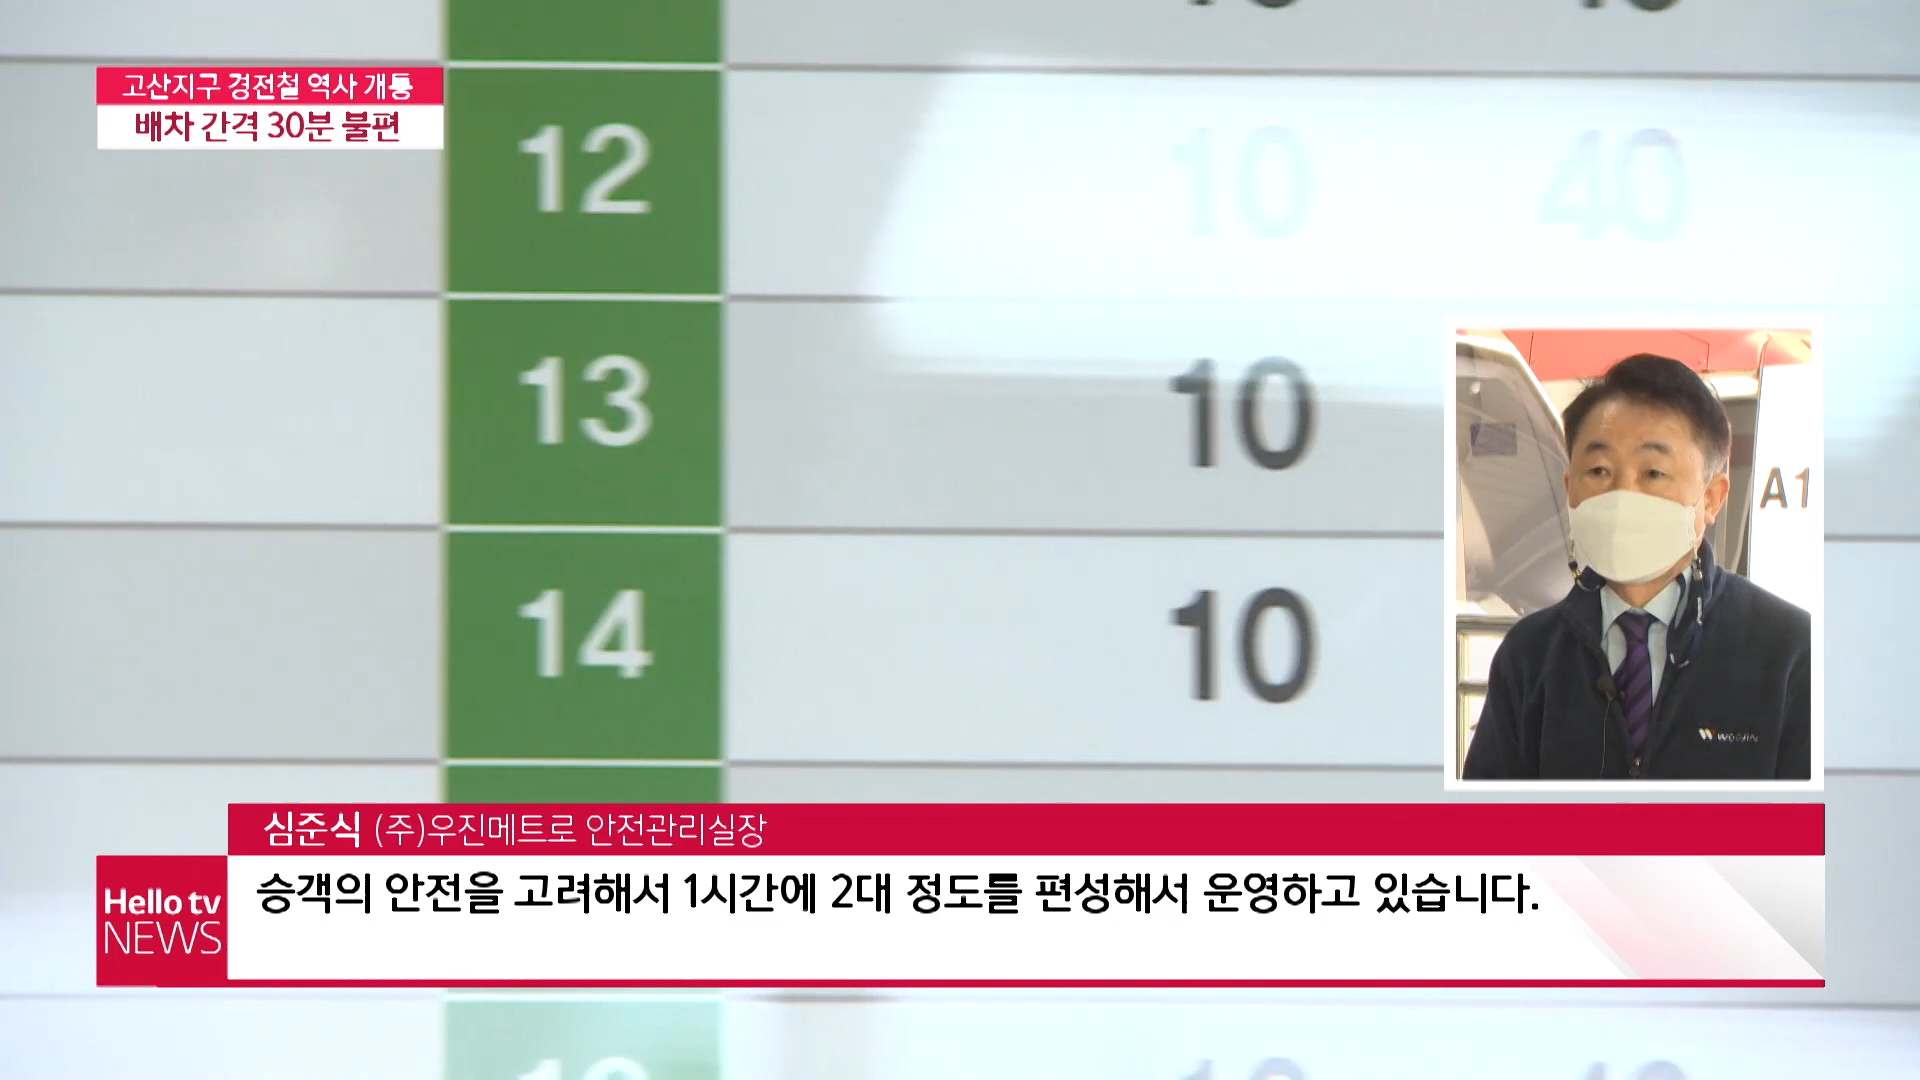 고산지구 경전철 역사 개통
배차 간격 30분 불편
12 10 40
13 10
14 10
A1
심준식 (주)우진메트로 안전관리실장
승객의 안전을 고려해서 1시간에 2대 정도를 편성해서 운영하고 있습니다.
Hello tv
NEWS